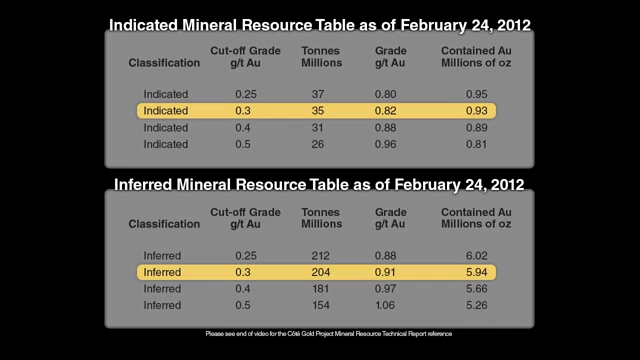 Indicated Mineral Resource Table as of February 24, 2012
Classification Cut-off Grade g/t Au Tonnes Millions Grade g/t Au Contained Au Millions of oz
Indicated 0.25 37 0.80 0.95
Indicated 0.3 35 0.82 0.93
Indicated 0.4 31 0.88 0.89
Indicated 0.5 26 0.96 0.81
Inferred Mineral Resource Table as of February 24, 2012
Classification Cut-off Grade g/t Au Tonnes Millions Grade g/t Au Contained Au Millions of oz
Inferred 0.25 212 0.88 6.02
Inferred 0.3 204 0.91 5.94
Inferred 0.4 181 0.97 5.66
Inferred 0.5 154 1.06 5.26
Please see end of video for the Côté Gold Project Mineral Resource Technical Report reference